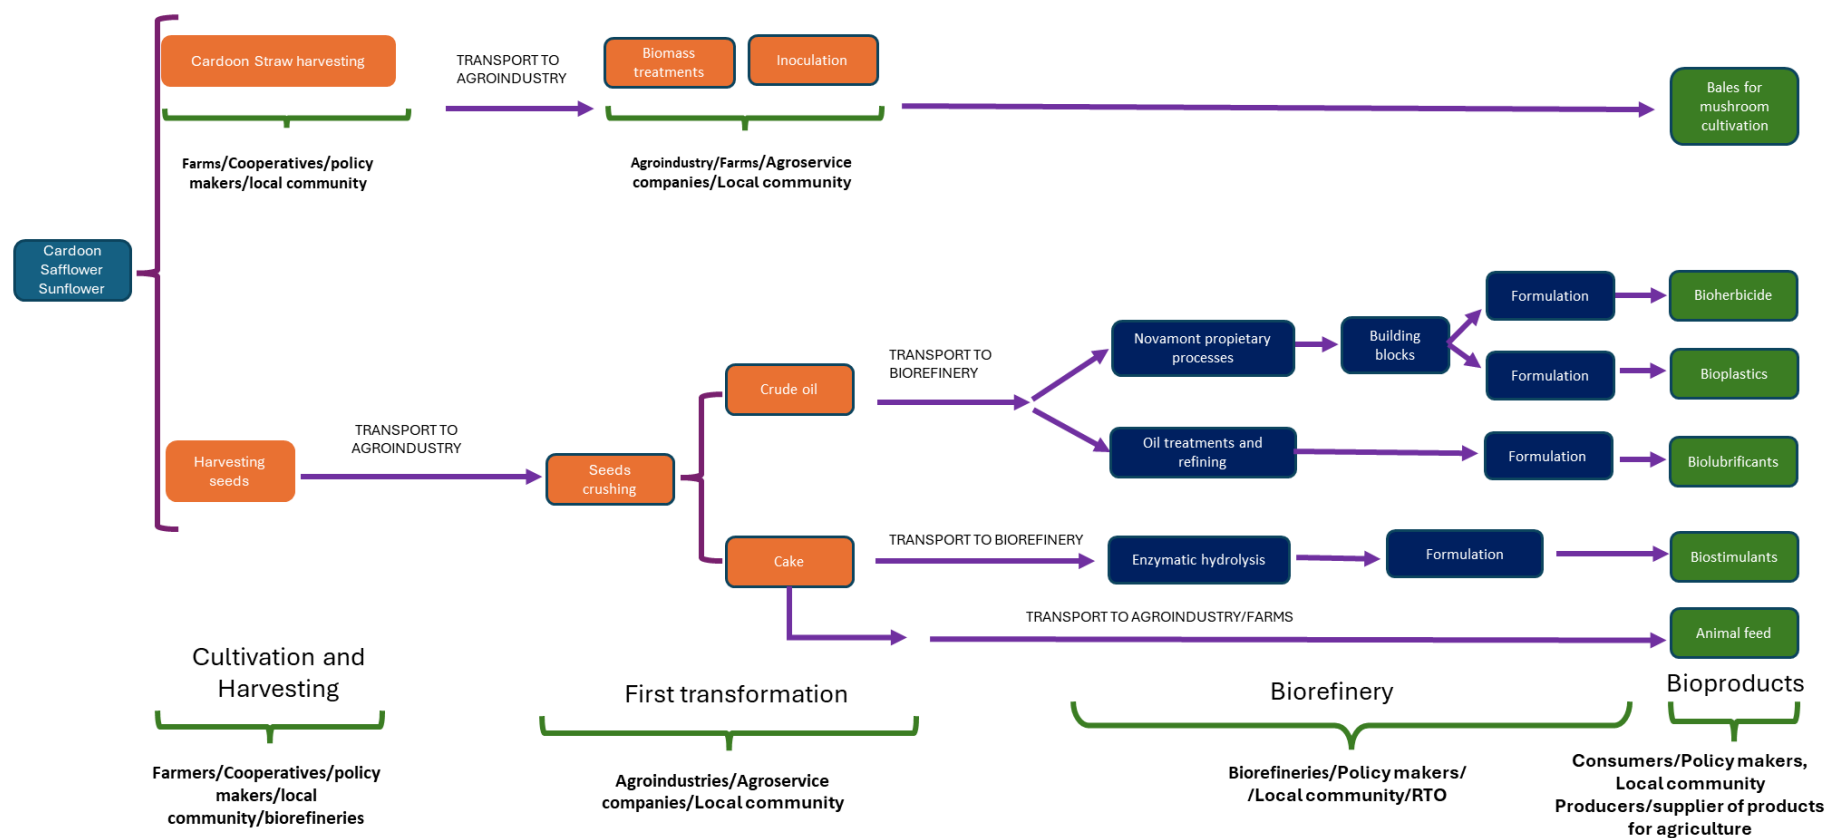 Cardoon Straw harvesting
TRANSPORT TO
AGROINDUSTRY
Biomass
treatments
Inoculation
Bales for
mushroom
cultivation
Farms/Cooperatives/policy
makers/local community
Agroindustry/Farms/Agroservice
companies/Local community
Cardoon
Safflower
Sunflower
Formulation
Bioherbicide
Novamont propietary
processes
Building
blocks
TRANSPORT TO
BIOREFINERY
Crude oil
Formulation
Bioplastics
TRANSPORT TO
AGROINDUSTRY
Harvesting
seeds
Seeds
crushing
Oil treatments and
refining
Formulation
Biolubrificants
Cake
TRANSPORT TO BIOREFINERY
Enzymatic hydrolysis
Formulation
Biostimulants
TRANSPORT TO AGROINDUSTRY/FARMS
Animal feed
Cultivation and
Harvesting
First transformation
Biorefinery
Bioproducts
Farmers/Cooperatives/policy
makers/local
community/biorefineries
Agroindustries/Agroservice
companies/Local community
Biorefineries/Policy makers/
/Local community/RTO
Consumers/Policy makers,
Local community
Producers/supplier of products
for agriculture